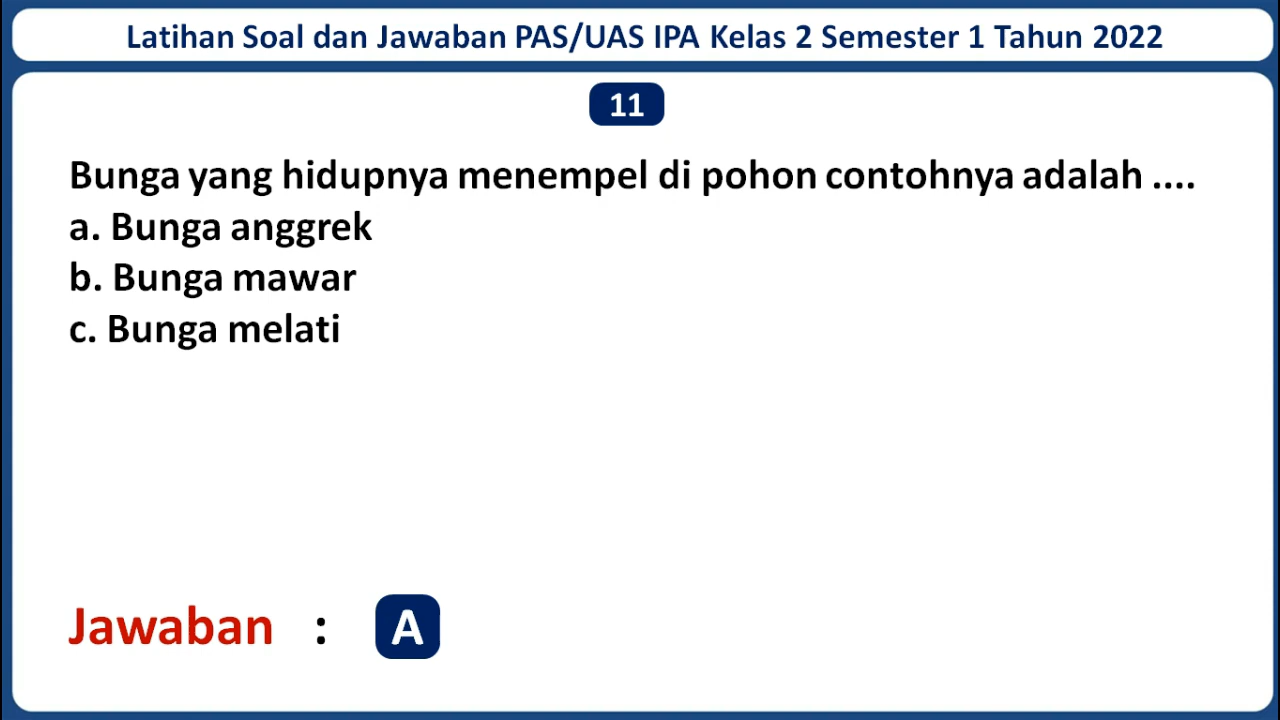 Latihan Soal dan Jawaban PAS/UAS IPA Kelas 2 Semester 1 Tahun 2022
11
Bunga yang hidupnya menempel di pohon contohnya adalah ....
a. Bunga anggrek
b. Bunga mawar
c. Bunga melati
Jawaban : A